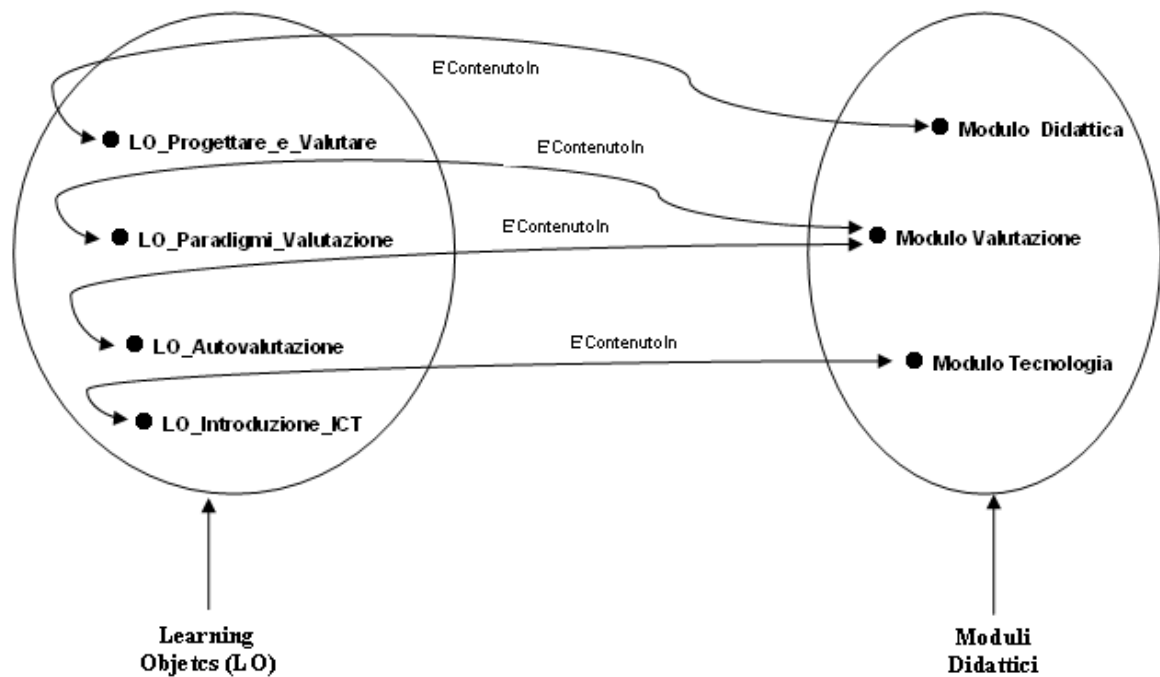 E'ContenutoIn
LO_Progettare_e_Valutare
Modulo Didattica
E'ContenutoIn
LO_Paradigmi_Valutazione
E'ContenutoIn
Modulo Valutazione
LO_Autovalutazione
E'ContenutoIn
Modulo Tecnologia
LO_Introduzione_ICT
Learning
Objetcs (LO)
Moduli
Didattici